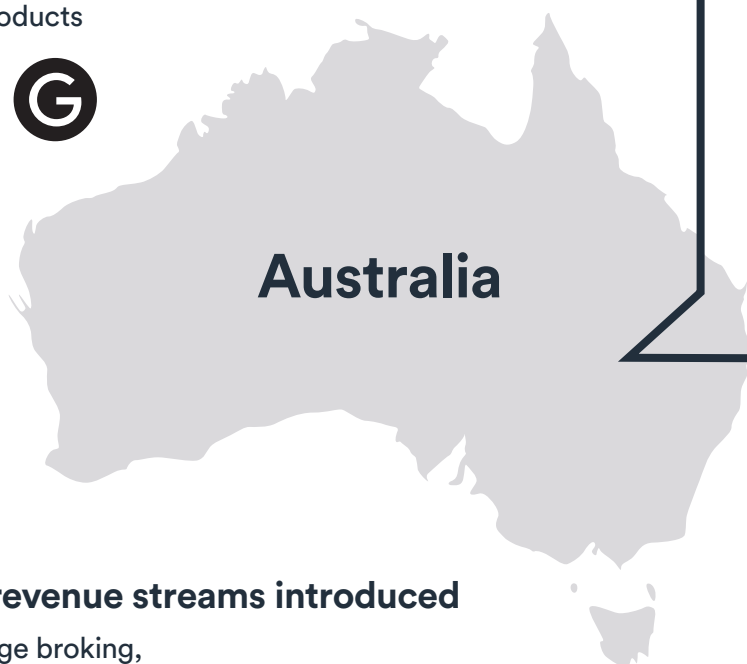 oducts
G
Australia
revenue streams introduced
ge broking,